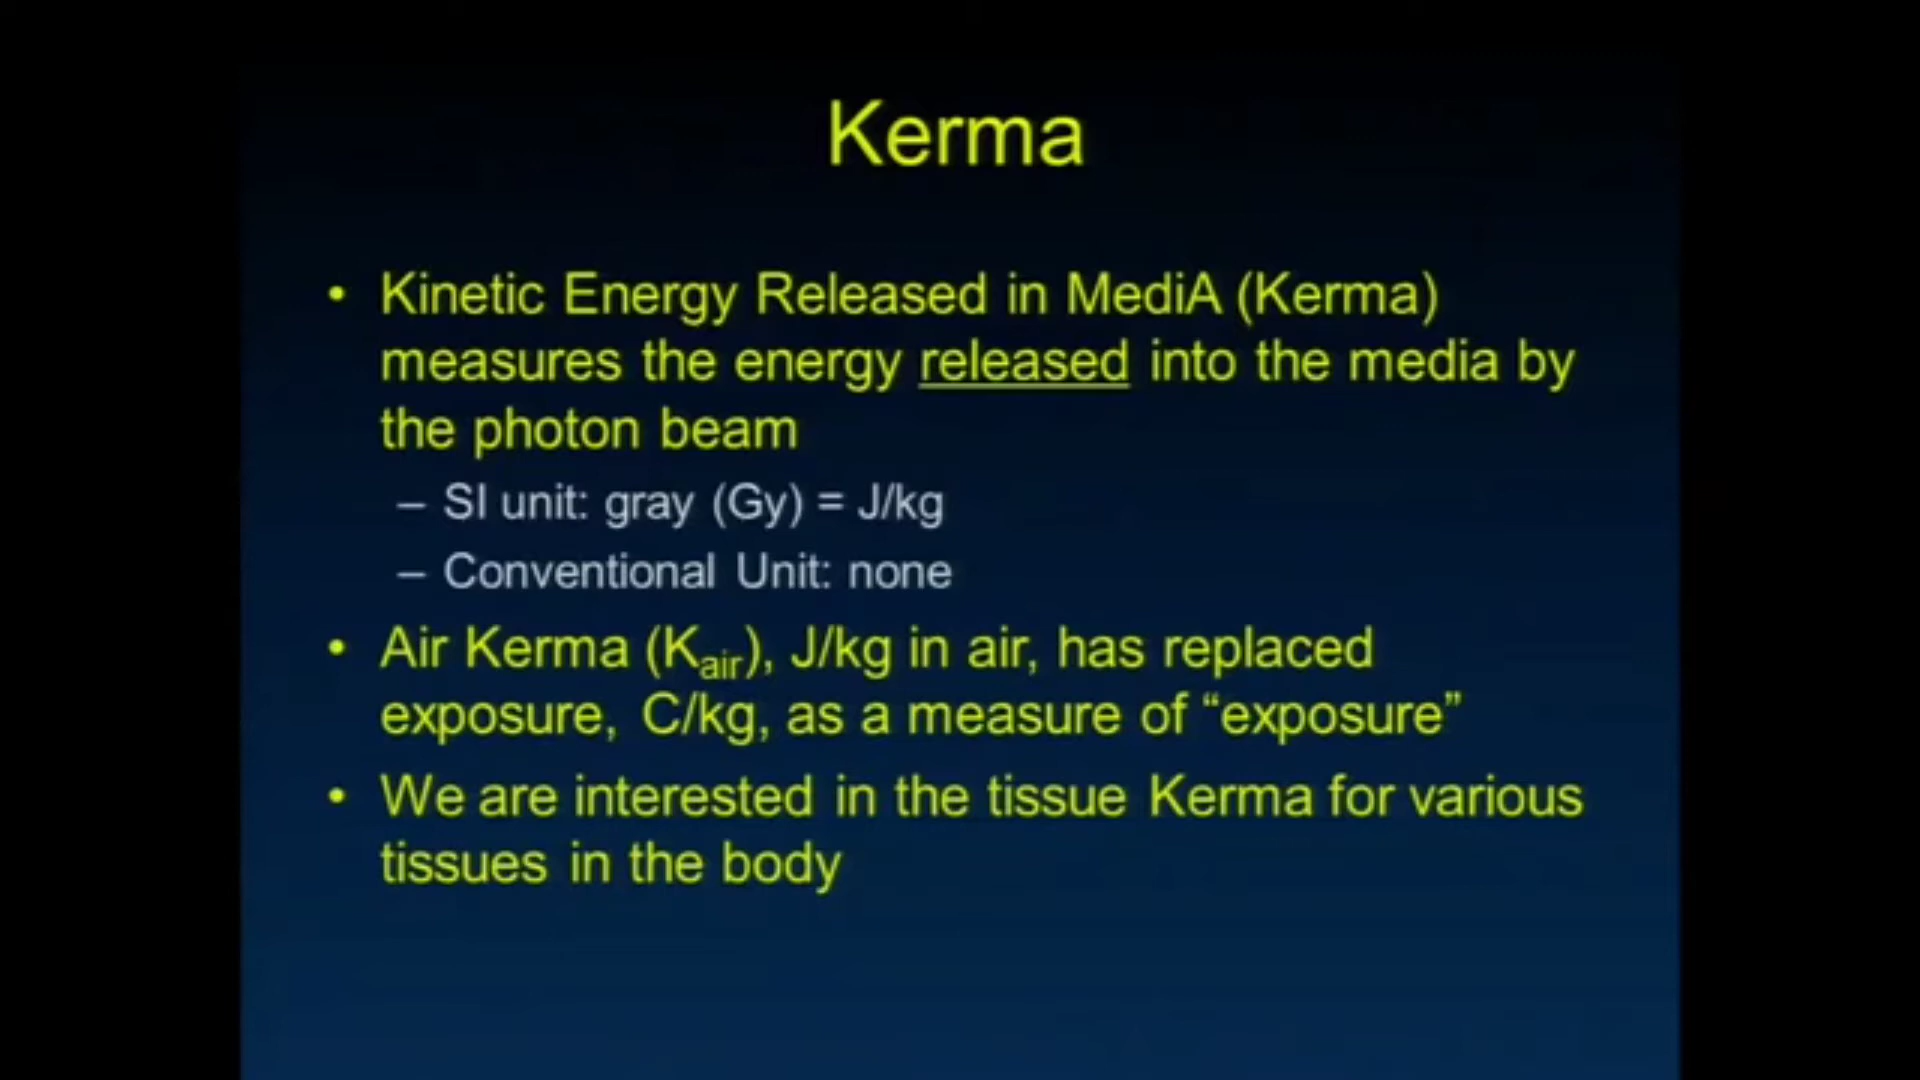 Kerma
• Kinetic Energy Released in MediA (Kerma)
measures the energy released into the media by
the photon beam
– SI unit: gray (Gy) = J/kg
– Conventional Unit: none
• Air Kerma (Kair), J/kg in air, has replaced
exposure, C/kg, as a measure of “exposure”
• We are interested in the tissue Kerma for various
tissues in the body